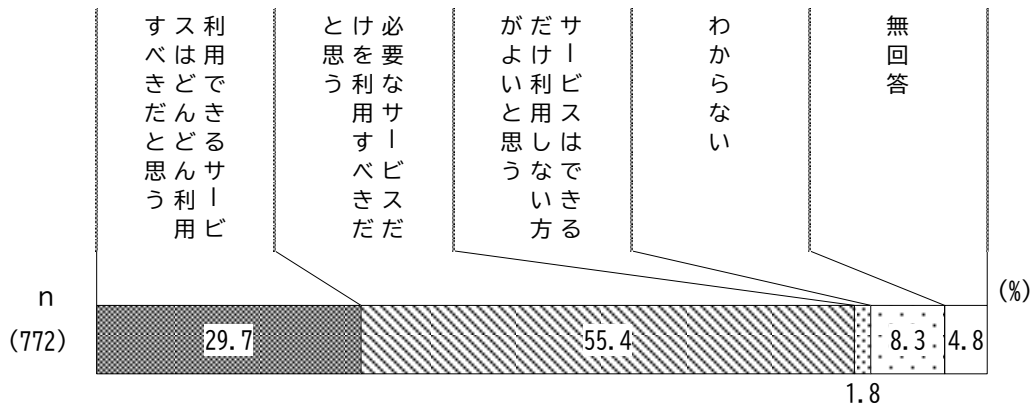 利用できるサービ
スはどんどん利用
すべきだと思う
必要なサービスだ
けを利用すべきだ
と思う
サービスはできる
だけ利用しない方
がよいと思う
わからない
無回答
(%)
n
(772)
29.7
55.4
8.3
4.8
1.8